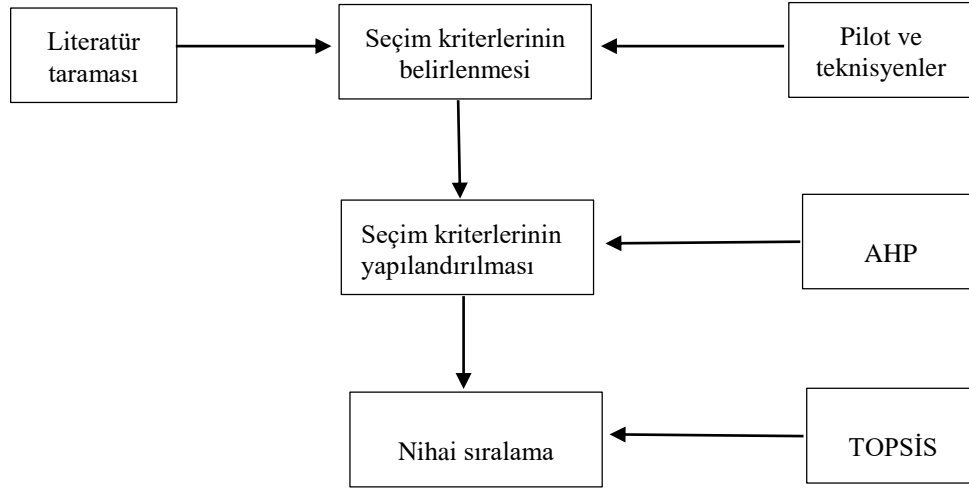 Literatür
taraması
Seçim kriterlerinin
belirlenmesi
Pilot ve
teknisyenler
Seçim kriterlerinin
yapılandırılması
AHP
Nihai sıralama
TOPSİS